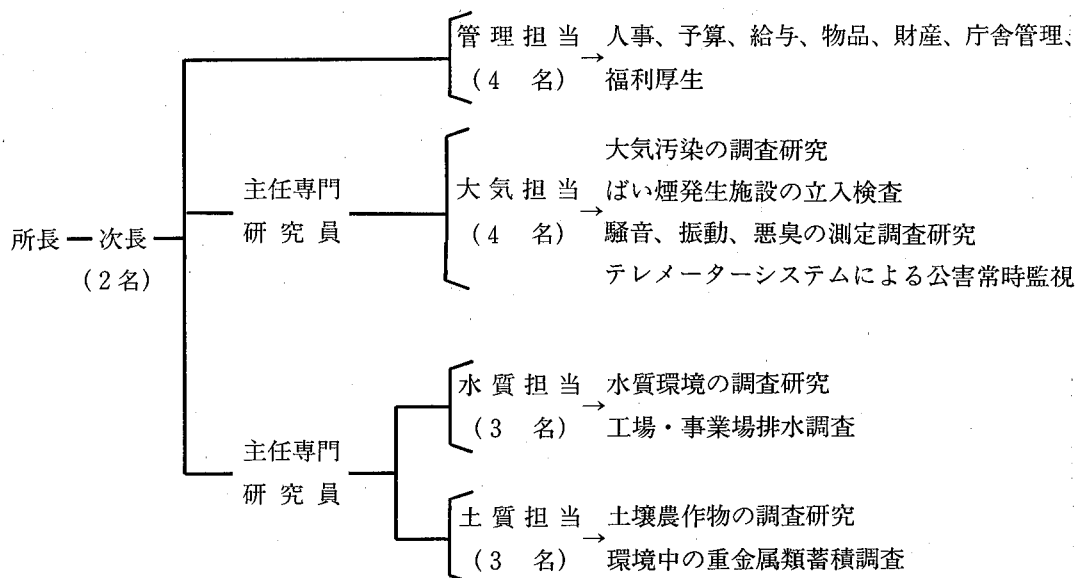 管理担当 → 人事、予算、給与、物品、財産、庁舎管理、
(4 名) 福利厚生
大気汚染の調査研究
主任専門 大気担当 → ばい煙発生施設の立入検査
研究員 (4 名) 騒音、振動、悪臭の測定調査研究
所長 ― 次長
(2名)
テレメーターシステムによる公害常時監視
水質担当 → 水質環境の調査研究
(3 名) 工場・事業場排水調査
主任専門
研究員
土質担当 → 土壌農作物の調査研究
(3 名) 環境中の重金属類蓄積調査